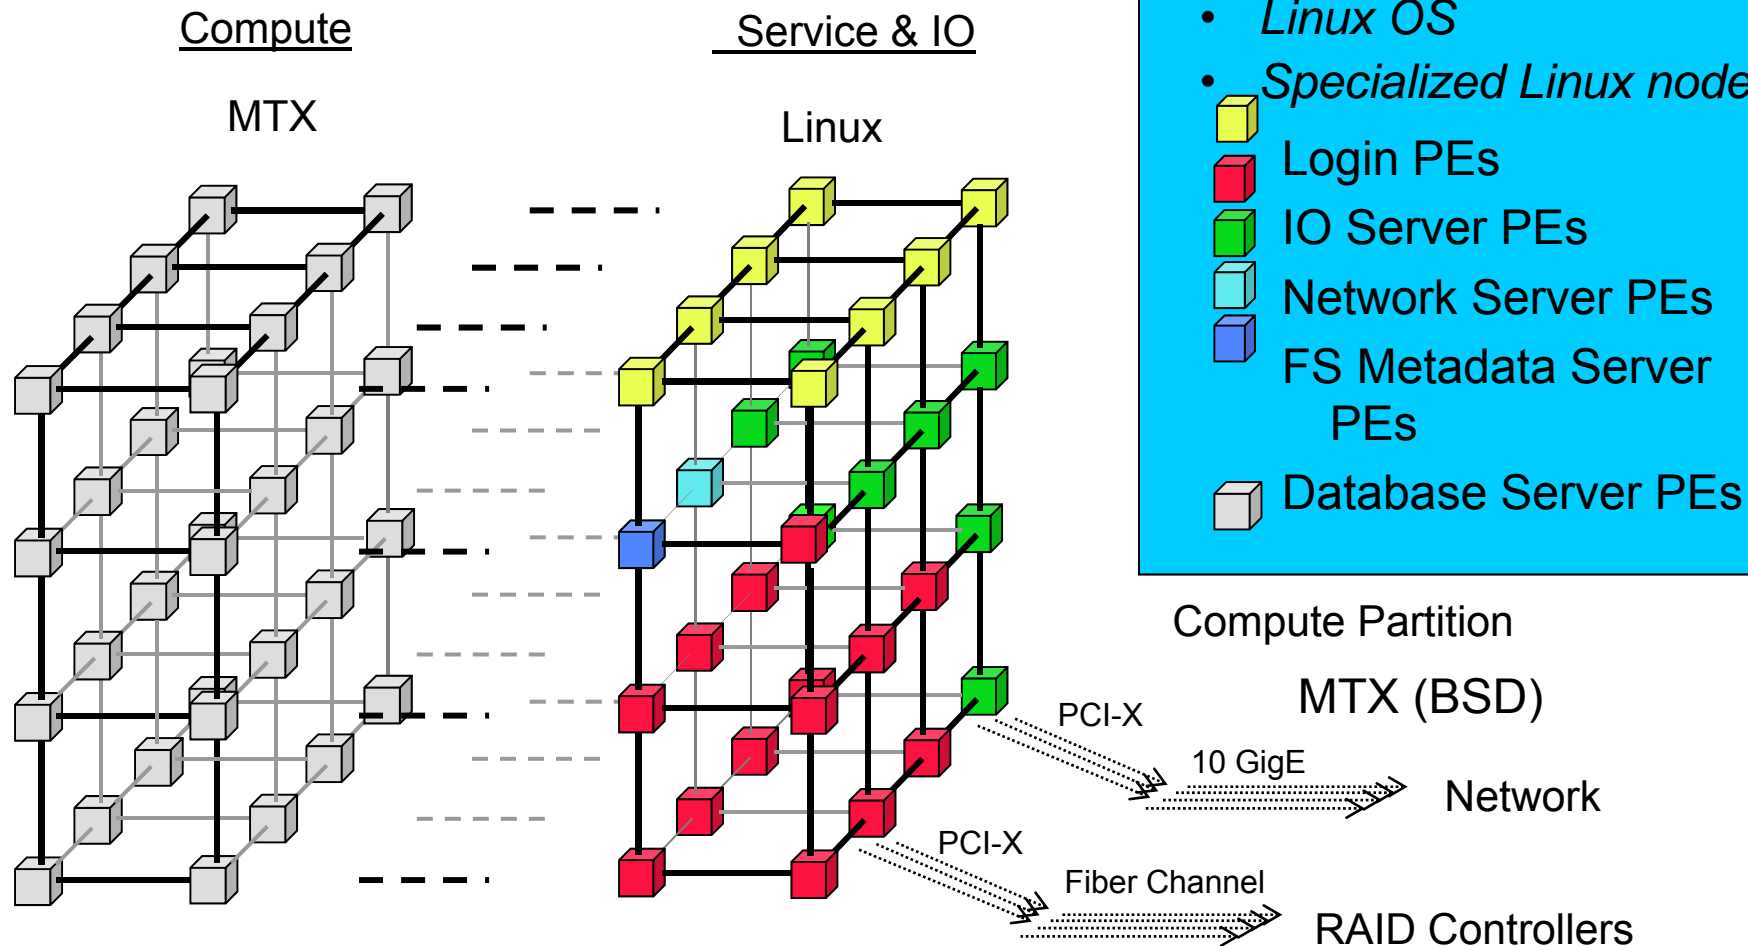 Compute
Service & IO
MTX
Linux
• Linux OS
• Specialized Linux node
Login PEs
IO Server PEs
Network Server PEs
FS Metadata Server
PEs
Database Server PEs
Compute Partition
MTX (BSD)
PCI-X
10 GigE
Network
PCI-X
Fiber Channel
RAID Controllers